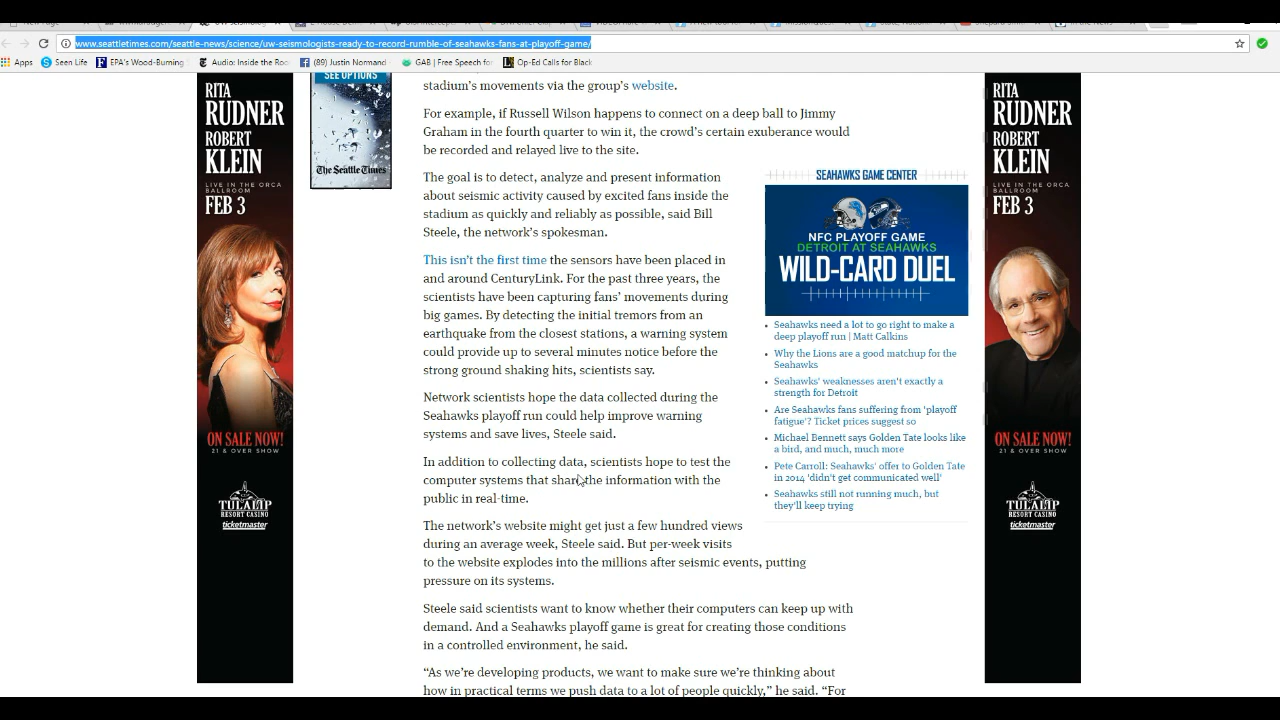 www.seattletimes.com/seattle-news/science/uw-seismologists-ready-to-record-rumble-of-seahawks-fans-at-playoff-game/
Apps
Seen Life
EPA's Wood-Burning
Audio: Inside the Roo
(89) Justin Normand
GAB | Free Speech fo
Op-Ed Calls for Black
RITA
RUDNER
ROBERT
KLEIN
LIVE IN THE ORCA
BALLROOM
FEB 3
ON SALE NOW!
21 & OVER SHOW
TULALIP
RESORT CASINO
ticketmaster
SEE OPTIONS
The Seattle Times
stadium's movements via the group's website.
For example, if Russell Wilson happens to connect on a deep ball to Jimmy
Graham in the fourth quarter to win it, the crowd's certain exuberance would
be recorded and relayed live to the site.
The goal is to detect, analyze and present information
about seismic activity caused by excited fans inside the
stadium as quickly and reliably as possible, said Bill
Steele, the network's spokesman.
This isn't the first time the sensors have been placed in
and around CenturyLink. For the past three years, the
scientists have been capturing fans' movements during
big games. By detecting the initial tremors from an
earthquake from the closest stations, a warning system
could provide up to several minutes notice before the
strong ground shaking hits, scientists say.
Network scientists hope the data collected during the
Seahawks playoff run could help improve warning
systems and save lives, Steele said.
In addition to collecting data, scientists hope to test the
computer systems that share the information with the
public in real-time.
The network's website might get just a few hundred views
during an average week, Steele said. But per-week visits
to the website explodes into the millions after seismic events, putting
pressure on its systems.
Steele said scientists want to know whether their computers can keep up with
demand. And a Seahawks playoff game is great for creating those conditions
in a controlled environment, he said.
“As we're developing products, we want to make sure we're thinking about
how in practical terms we push data to a lot of people quickly,” he said. “For
SEAHAWKS GAME CENTER
NFC PLAYOFF GAME
DETROIT AT SEAHAWKS
WILD-CARD DUEL
Seahawks need a lot to go right to make a
deep playoff run | Matt Calkins
Why the Lions are a good matchup for the
Seahawks
Seahawks' weaknesses aren't exactly a
strength for Detroit
Are Seahawks fans suffering from 'playoff
fatigue'? Ticket prices suggest so
Michael Bennett says Golden Tate looks like
a bird, and much, much more
Pete Carroll: Seahawks' offer to Golden Tate
in 2014 'didn't get communicated well'
Seahawks still not running much, but
they'll keep trying
RITA
RUDNER
ROBERT
KLEIN
LIVE IN THE ORCA
BALLROOM
FEB 3
ON SALE NOW!
21 & OVER SHOW
TULALIP
RESORT CASINO
ticketmaster